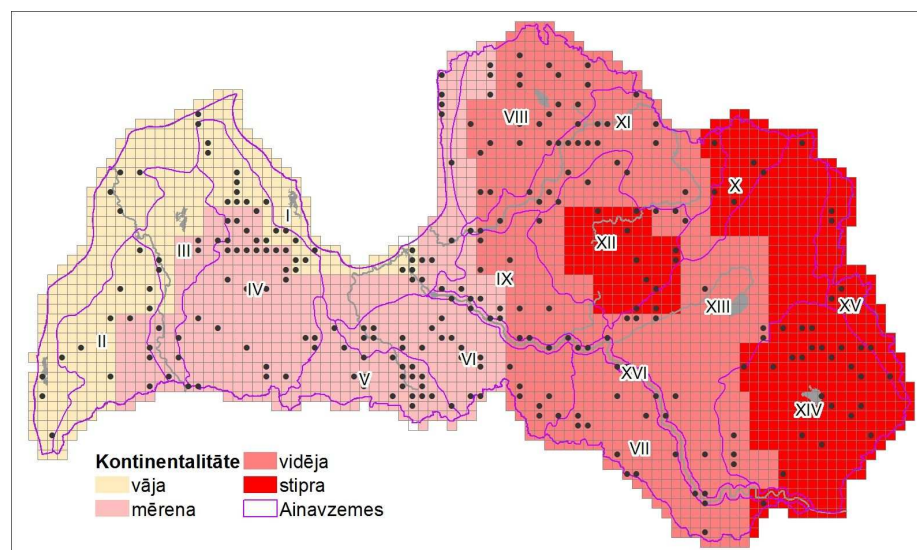 VIII
XI
X
I
XII
III
IX
IV
XIII
XV
II
VI
V
XVI
XIV
VII
Kontinentalitāte
vāja
mērena
vidēja
stipra
Ainavzemes